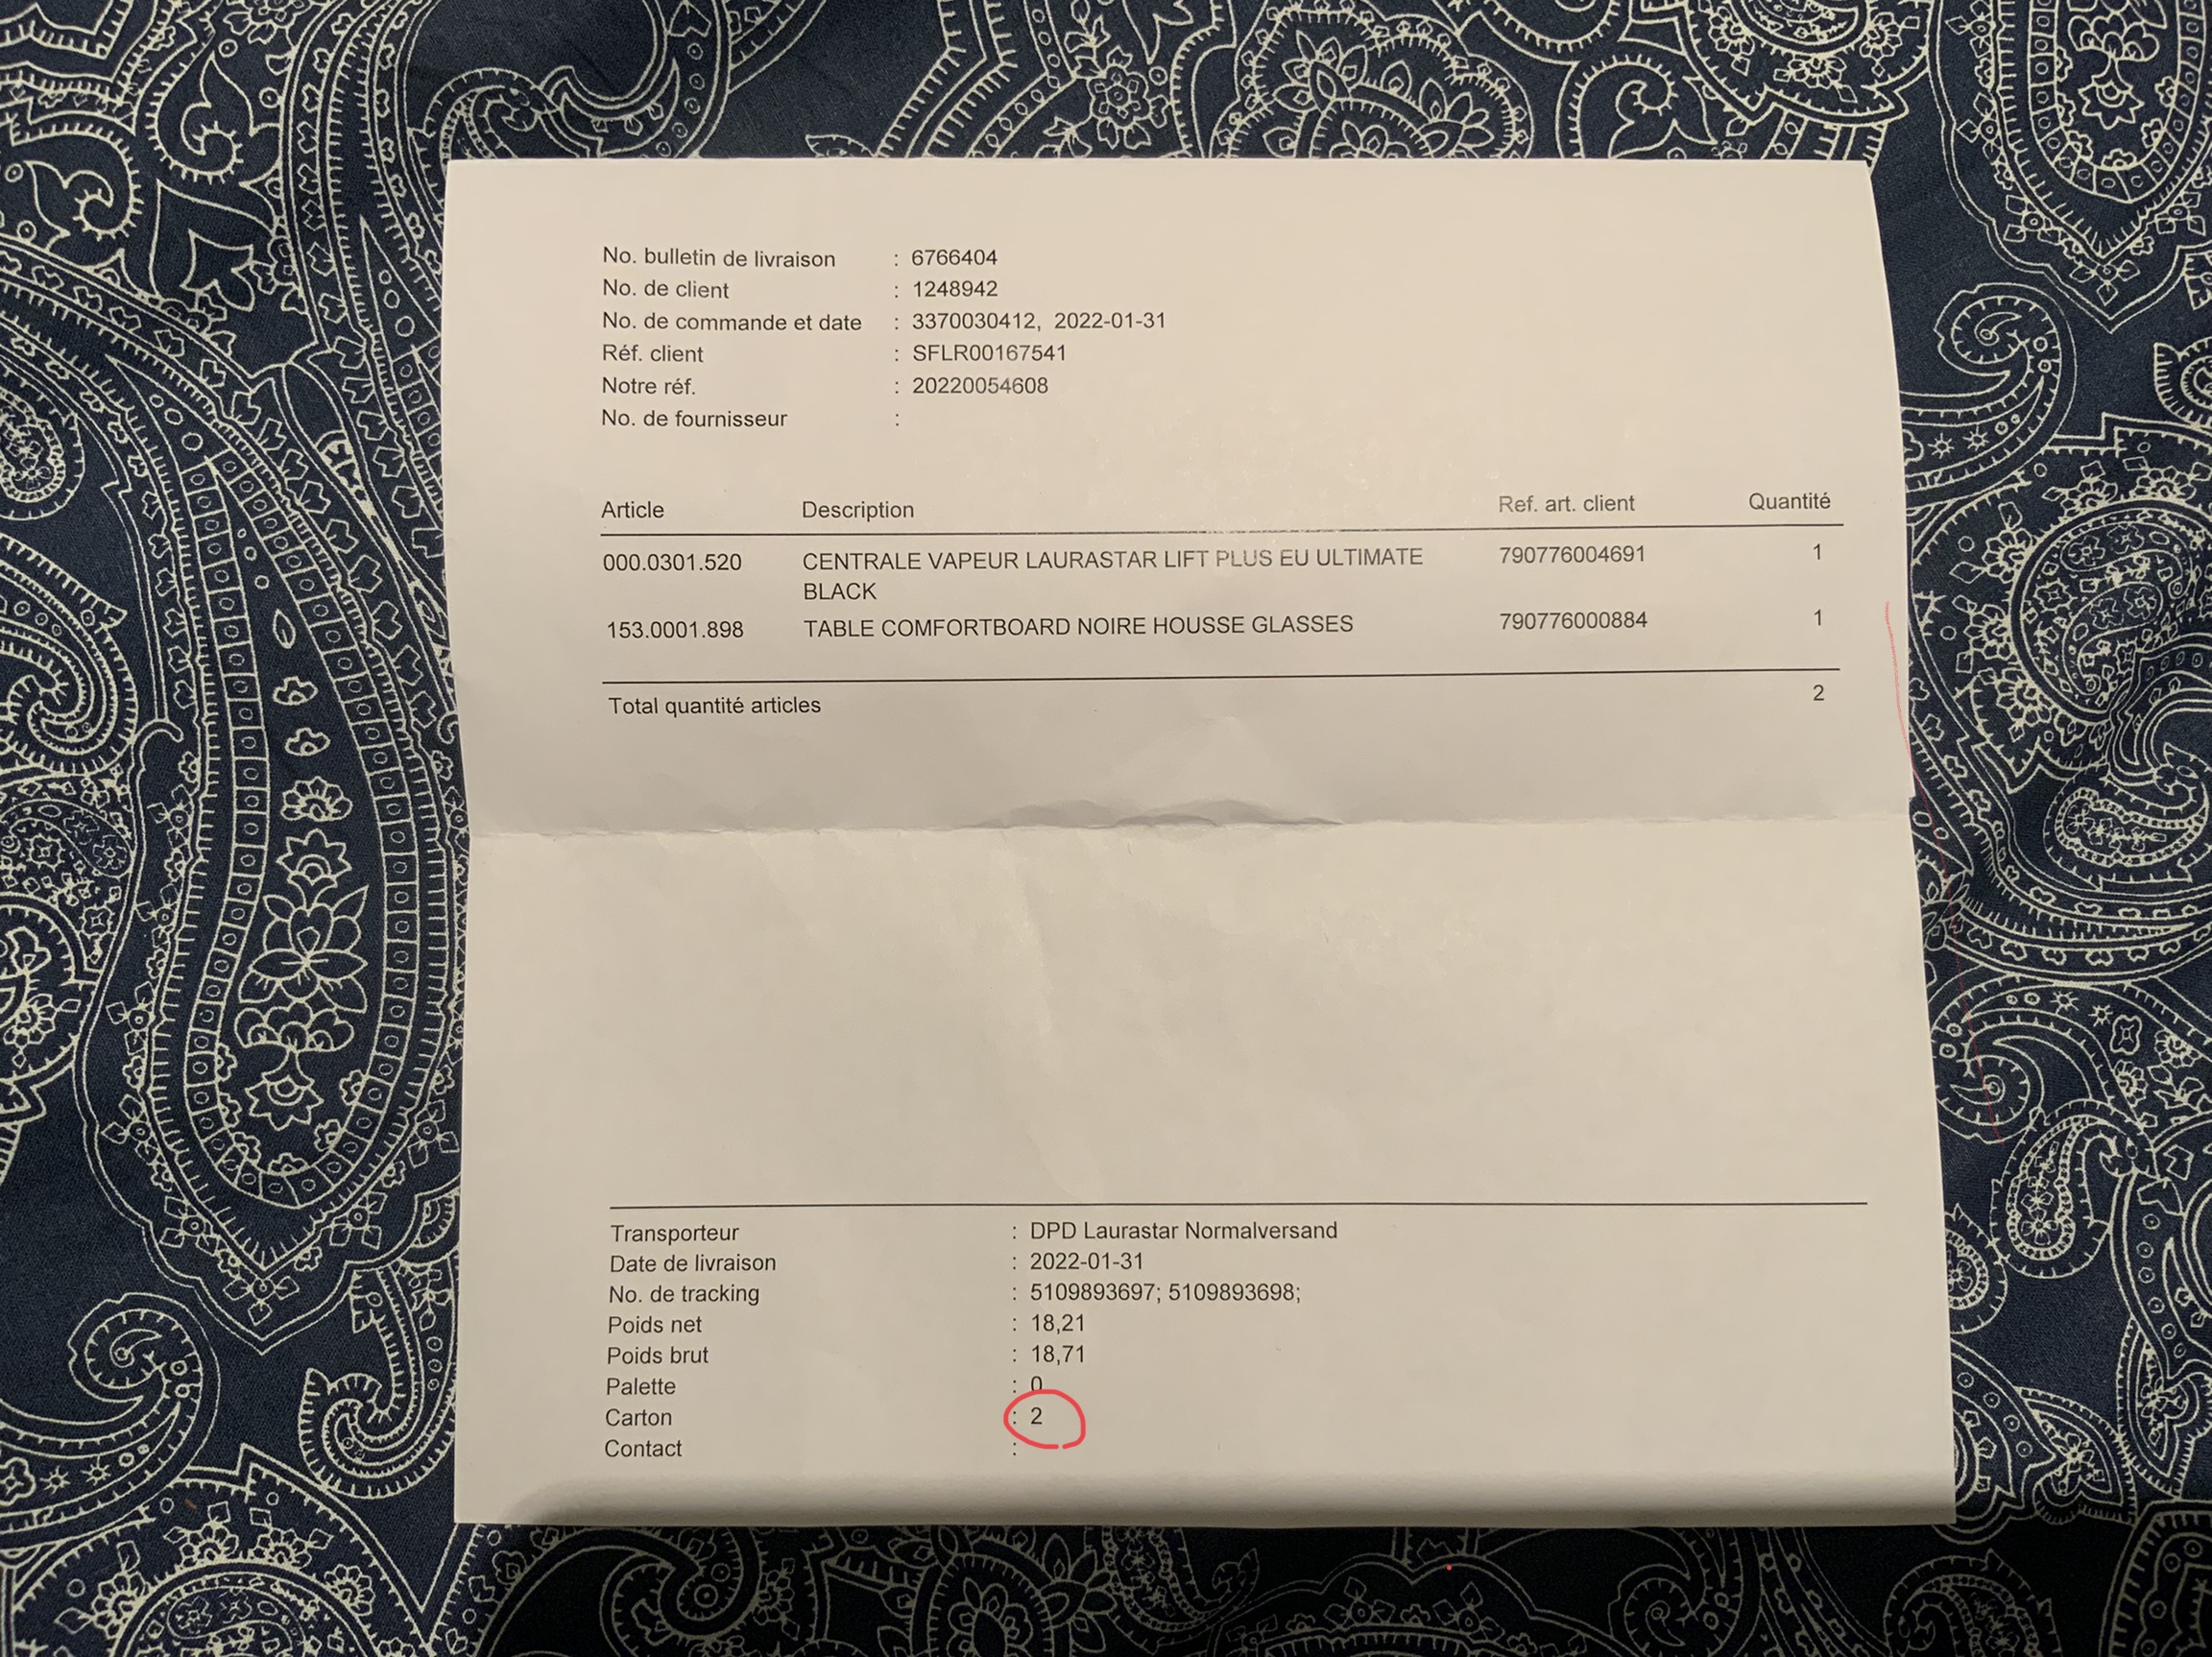 No. bulletin de livraison : 6766404
No. de client : 1248942
No. de commande et date : 3370030412, 2022-01-31
Réf. client : SFLR00167541
Notre réf. : 20220054608
No. de fournisseur :
Article Description Ref. art. client Quantité
000.0301.520 CENTRALE VAPEUR LAURASTAR LIFT PLUS EU ULTIMATE 790776004691 1
BLACK
153.0001.898 TABLE COMFORTBOARD NOIRE HOUSSE GLASSES 790776000884 1
Total quantité articles 2
Transporteur : DPD Laurastar Normalversand
Date de livraison : 2022-01-31
No. de tracking : 5109893697; 5109893698;
Poids net : 18,21
Poids brut : 18,71
Palette : 0
Carton : 2
Contact :